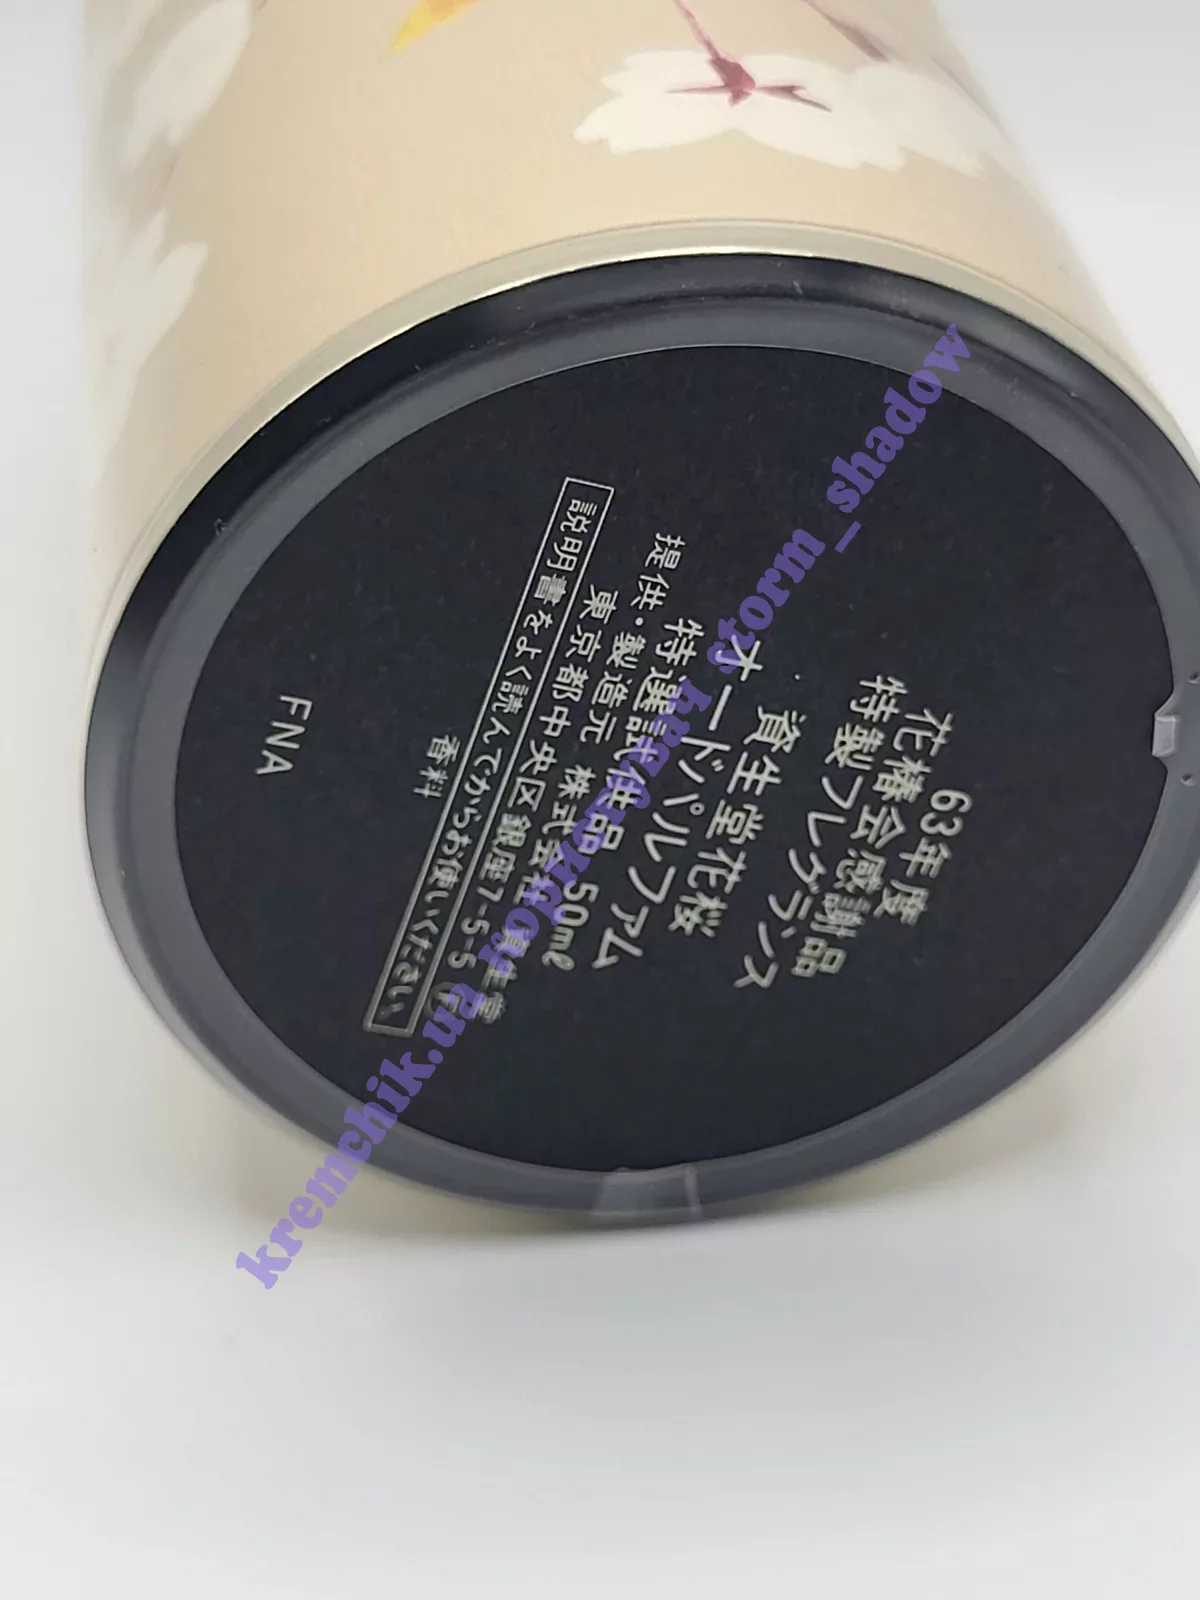 63年度
花椿会感謝品
特製フレグランス
資生堂花桜
オードパルファム
特選試供品 50ml
提供・製造元 株式会社 資生堂
東京都中央区銀座7-5-5
説明書をよく読んでからお使いください。
香料
FNA
kremchik.ua користувач storm_shadow